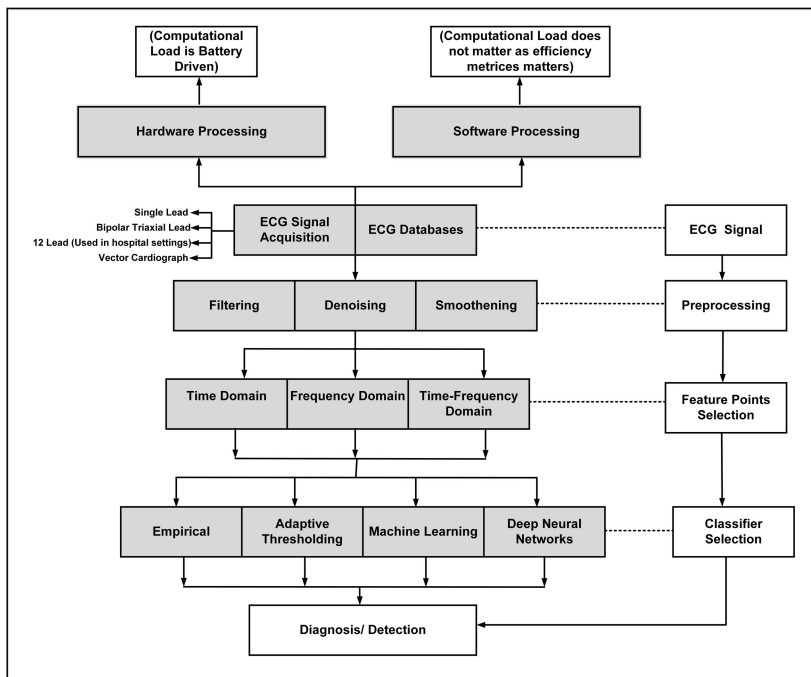 (Computational
Load is Battery
Driven)
(Computational Load does
not matter as efficiency
metrices matters)
Hardware Processing
Software Processing
Single Lead
Bipolar Triaxial Lead
12 Lead (Used in hospital settings)
Vector Cardiograph
ECG Signal
Acquisition
ECG Databases
ECG Signal
Filtering
Denoising
Smoothening
Preprocessing
Time Domain
Frequency Domain
Time-Frequency
Domain
Feature Points
Selection
Empirical
Adaptive
Thresholding
Machine Learning
Deep Neural
Networks
Classifier
Selection
Diagnosis/ Detection